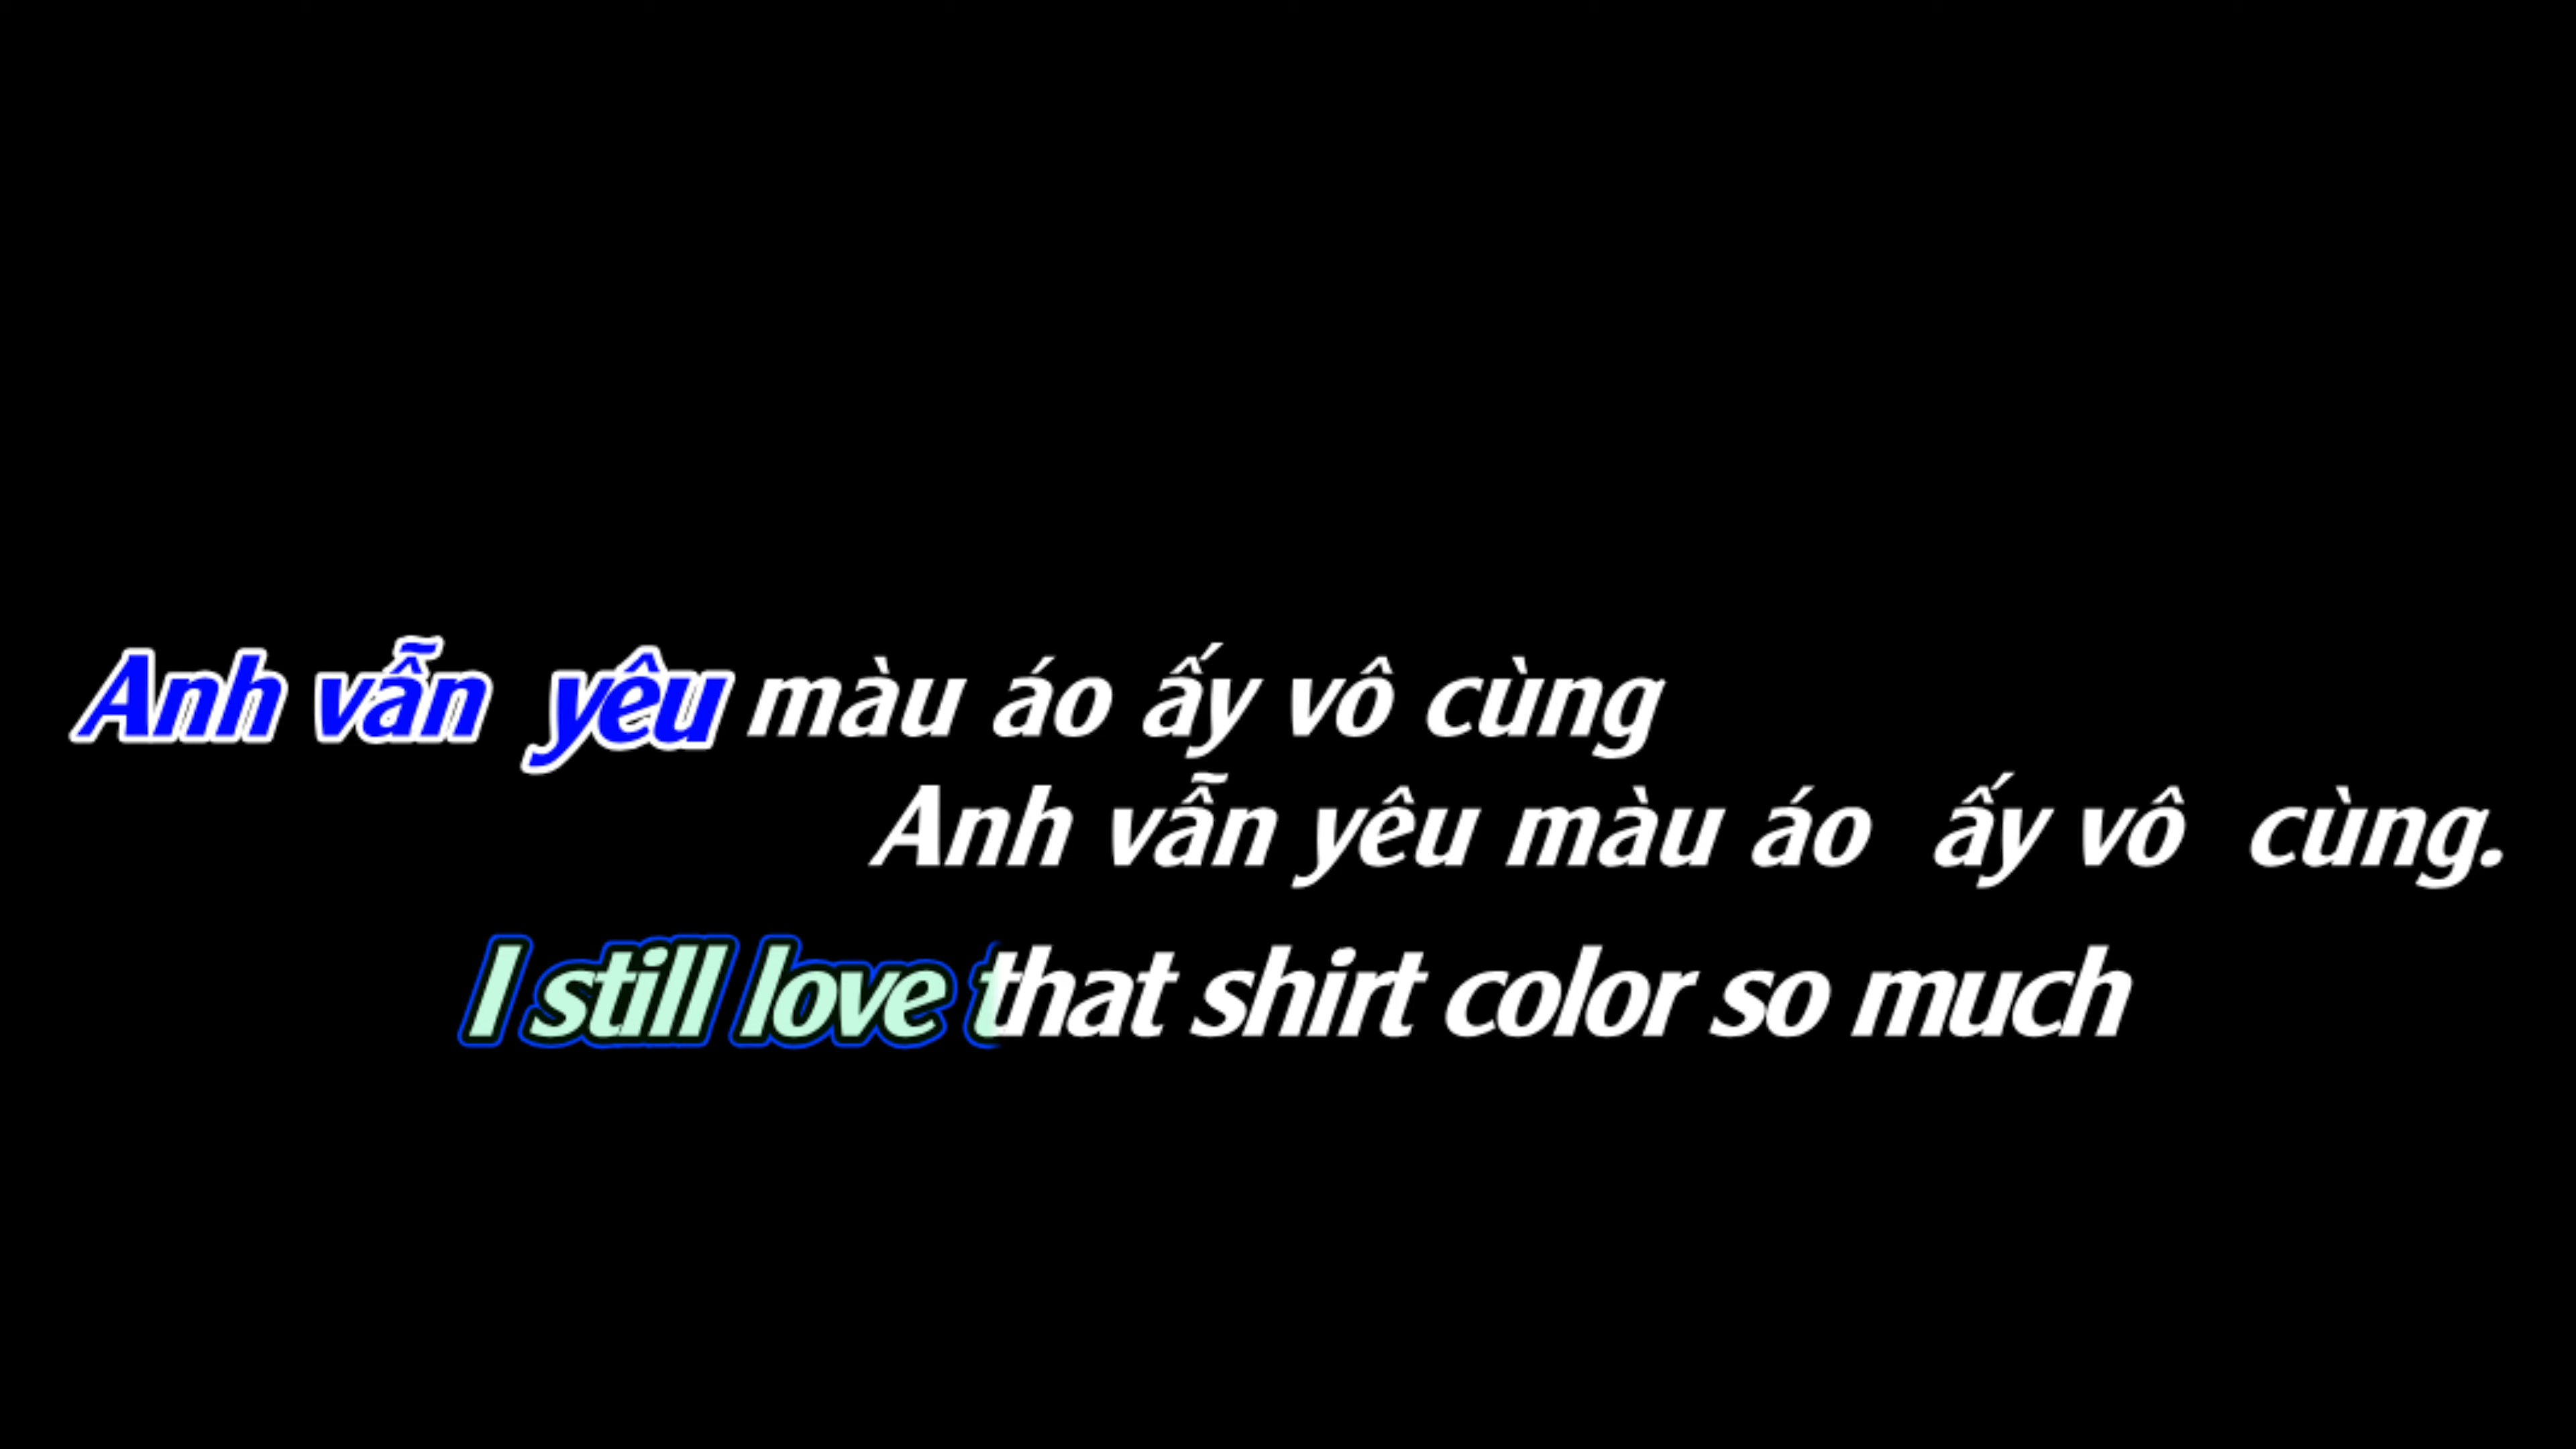 Anh vẫn yêu màu áo ấy vô cùng
Anh vẫn yêu màu áo ấy vô cùng.
I still love that shirt color so much